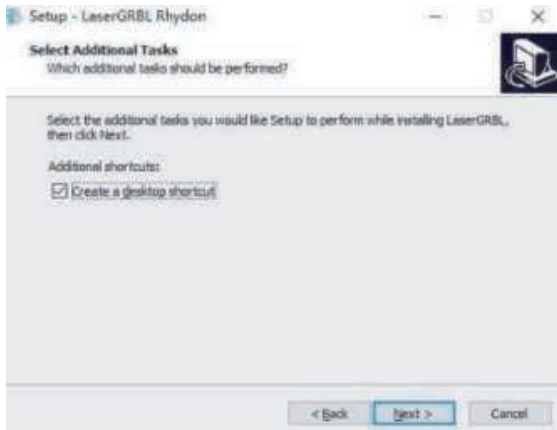 Setup - LaserGRBL Rhydon
Select Additional Tasks
Which additional tasks should be performed?
Select the additional tasks you would like Setup to perform while installing LaserGRBL,
then click Next.
Additional shortcuts:
Create a desktop shortcut
< Back Next > Cancel